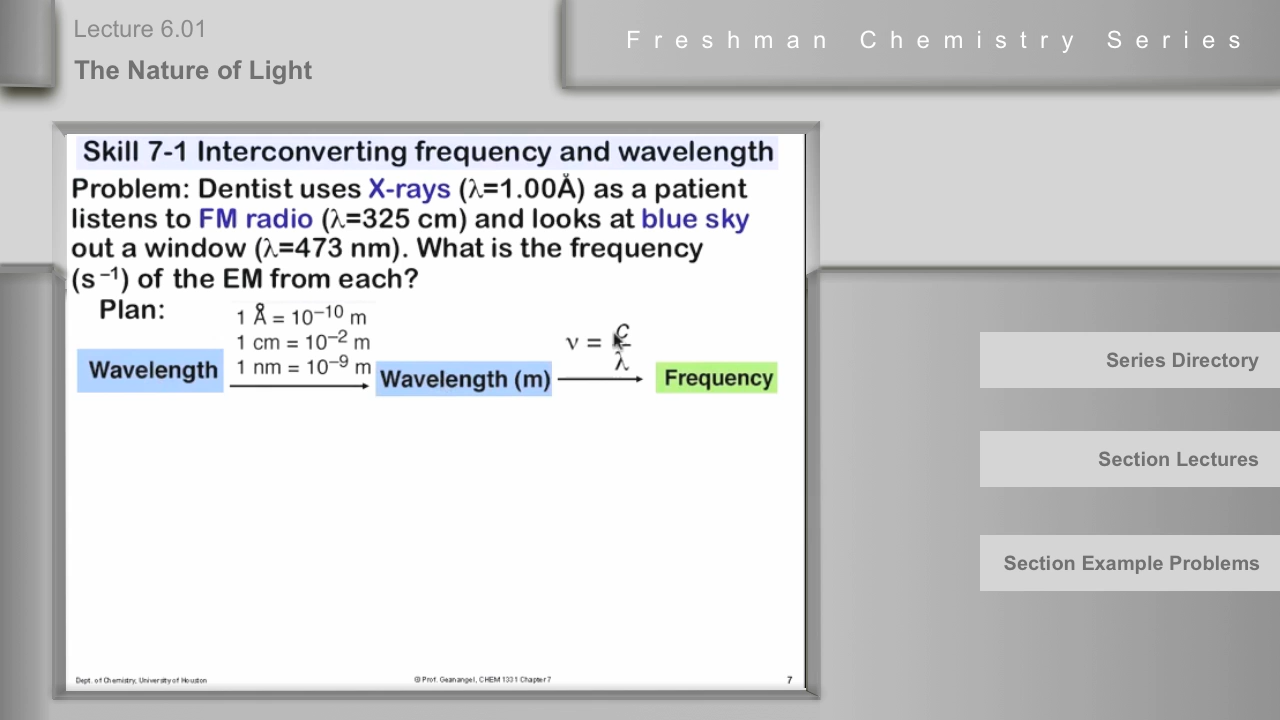 Lecture 6.01
The Nature of Light
Freshman Chemistry Series
Skill 7-1 Interconverting frequency and wavelength
Problem: Dentist uses X-rays (λ=1.00Å) as a patient
listens to FM radio (λ=325 cm) and looks at blue sky
out a window (λ=473 nm). What is the frequency
(s⁻¹) of the EM from each?
Plan:
1 Å = 10⁻¹⁰ m
1 cm = 10⁻² m
1 nm = 10⁻⁹ m
Wavelength
Wavelength (m)
ν = c/λ
Frequency
Series Directory
Section Lectures
Section Example Problems
Dept. of Chemistry, University of Houston
© Prof. Geanangel, CHEM 1331 Chapter 7
7